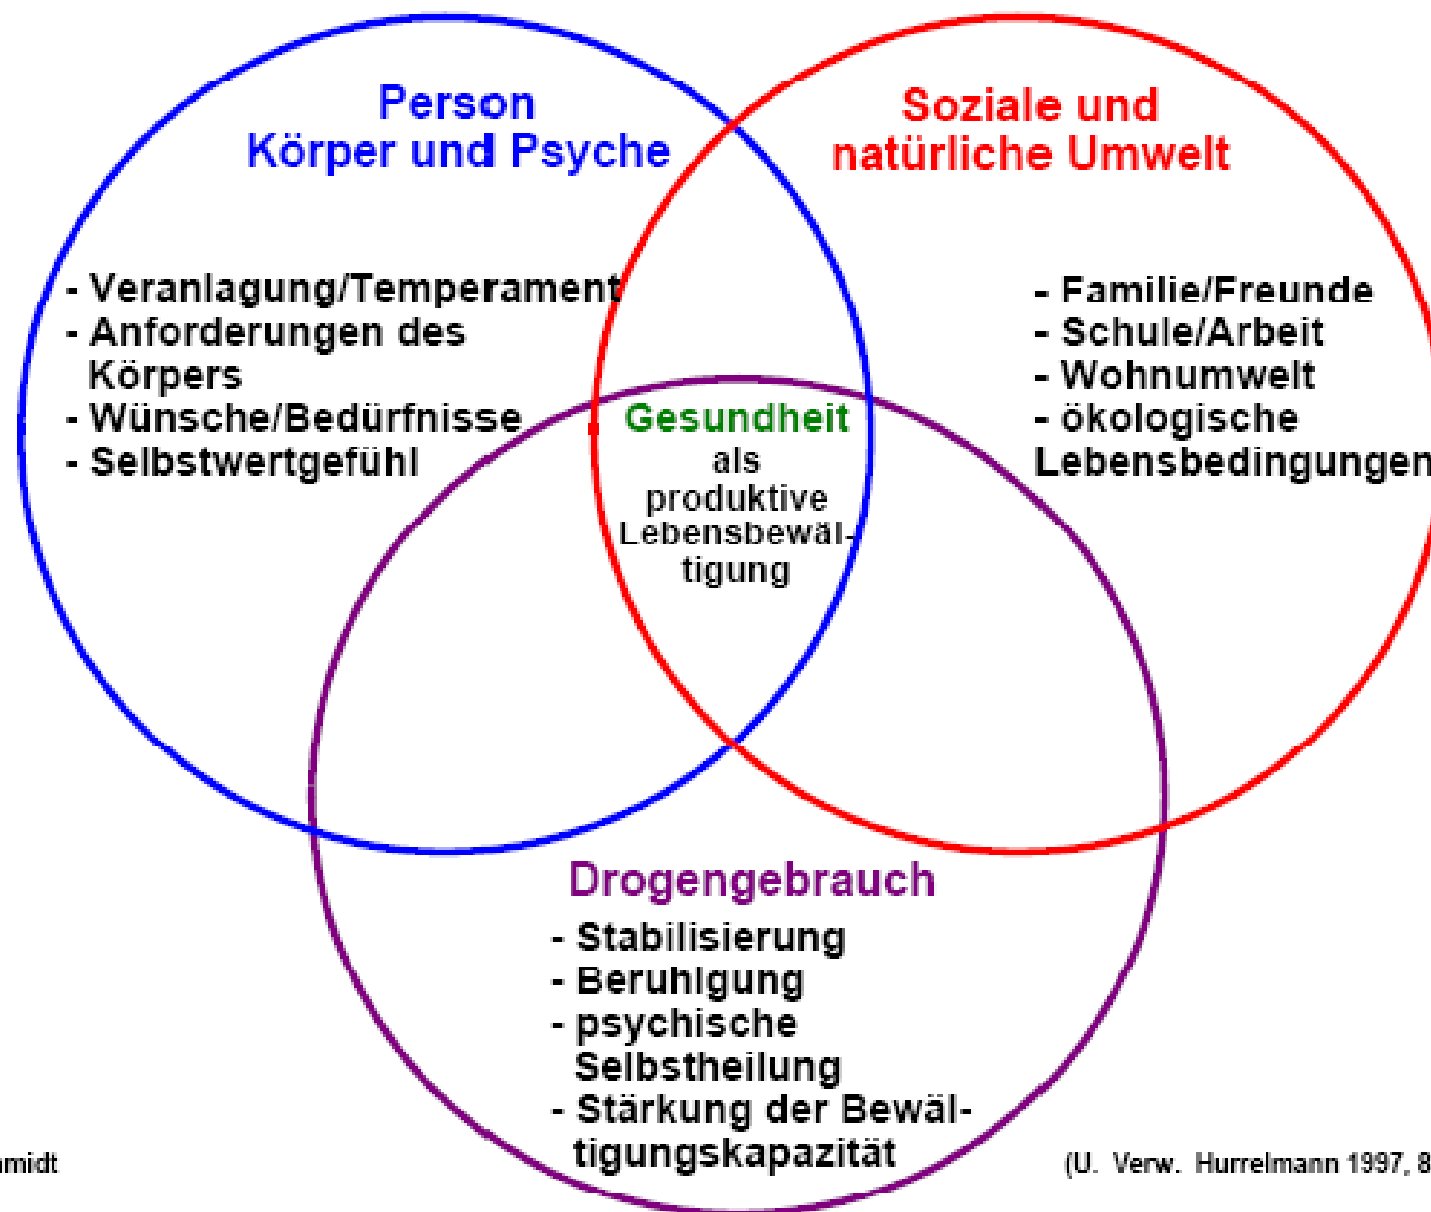 Person
Körper und Psyche
- Veranlagung/Temperament
- Anforderungen des
Körpers
- Wünsche/Bedürfnisse
- Selbstwertgefühl
Soziale und
natürliche Umwelt
- Familie/Freunde
- Schule/Arbeit
- Wohnumwelt
- ökologische
Lebensbedingungen
Gesundheit
als
produktive
Lebensbewäl-
tigung
Drogengebrauch
- Stabilisierung
- Beruhigung
- psychische
Selbstheilung
- Stärkung der Bewäl-
tigungskapazität
midt
(U. Verw. Hurrelmann 1997, 8